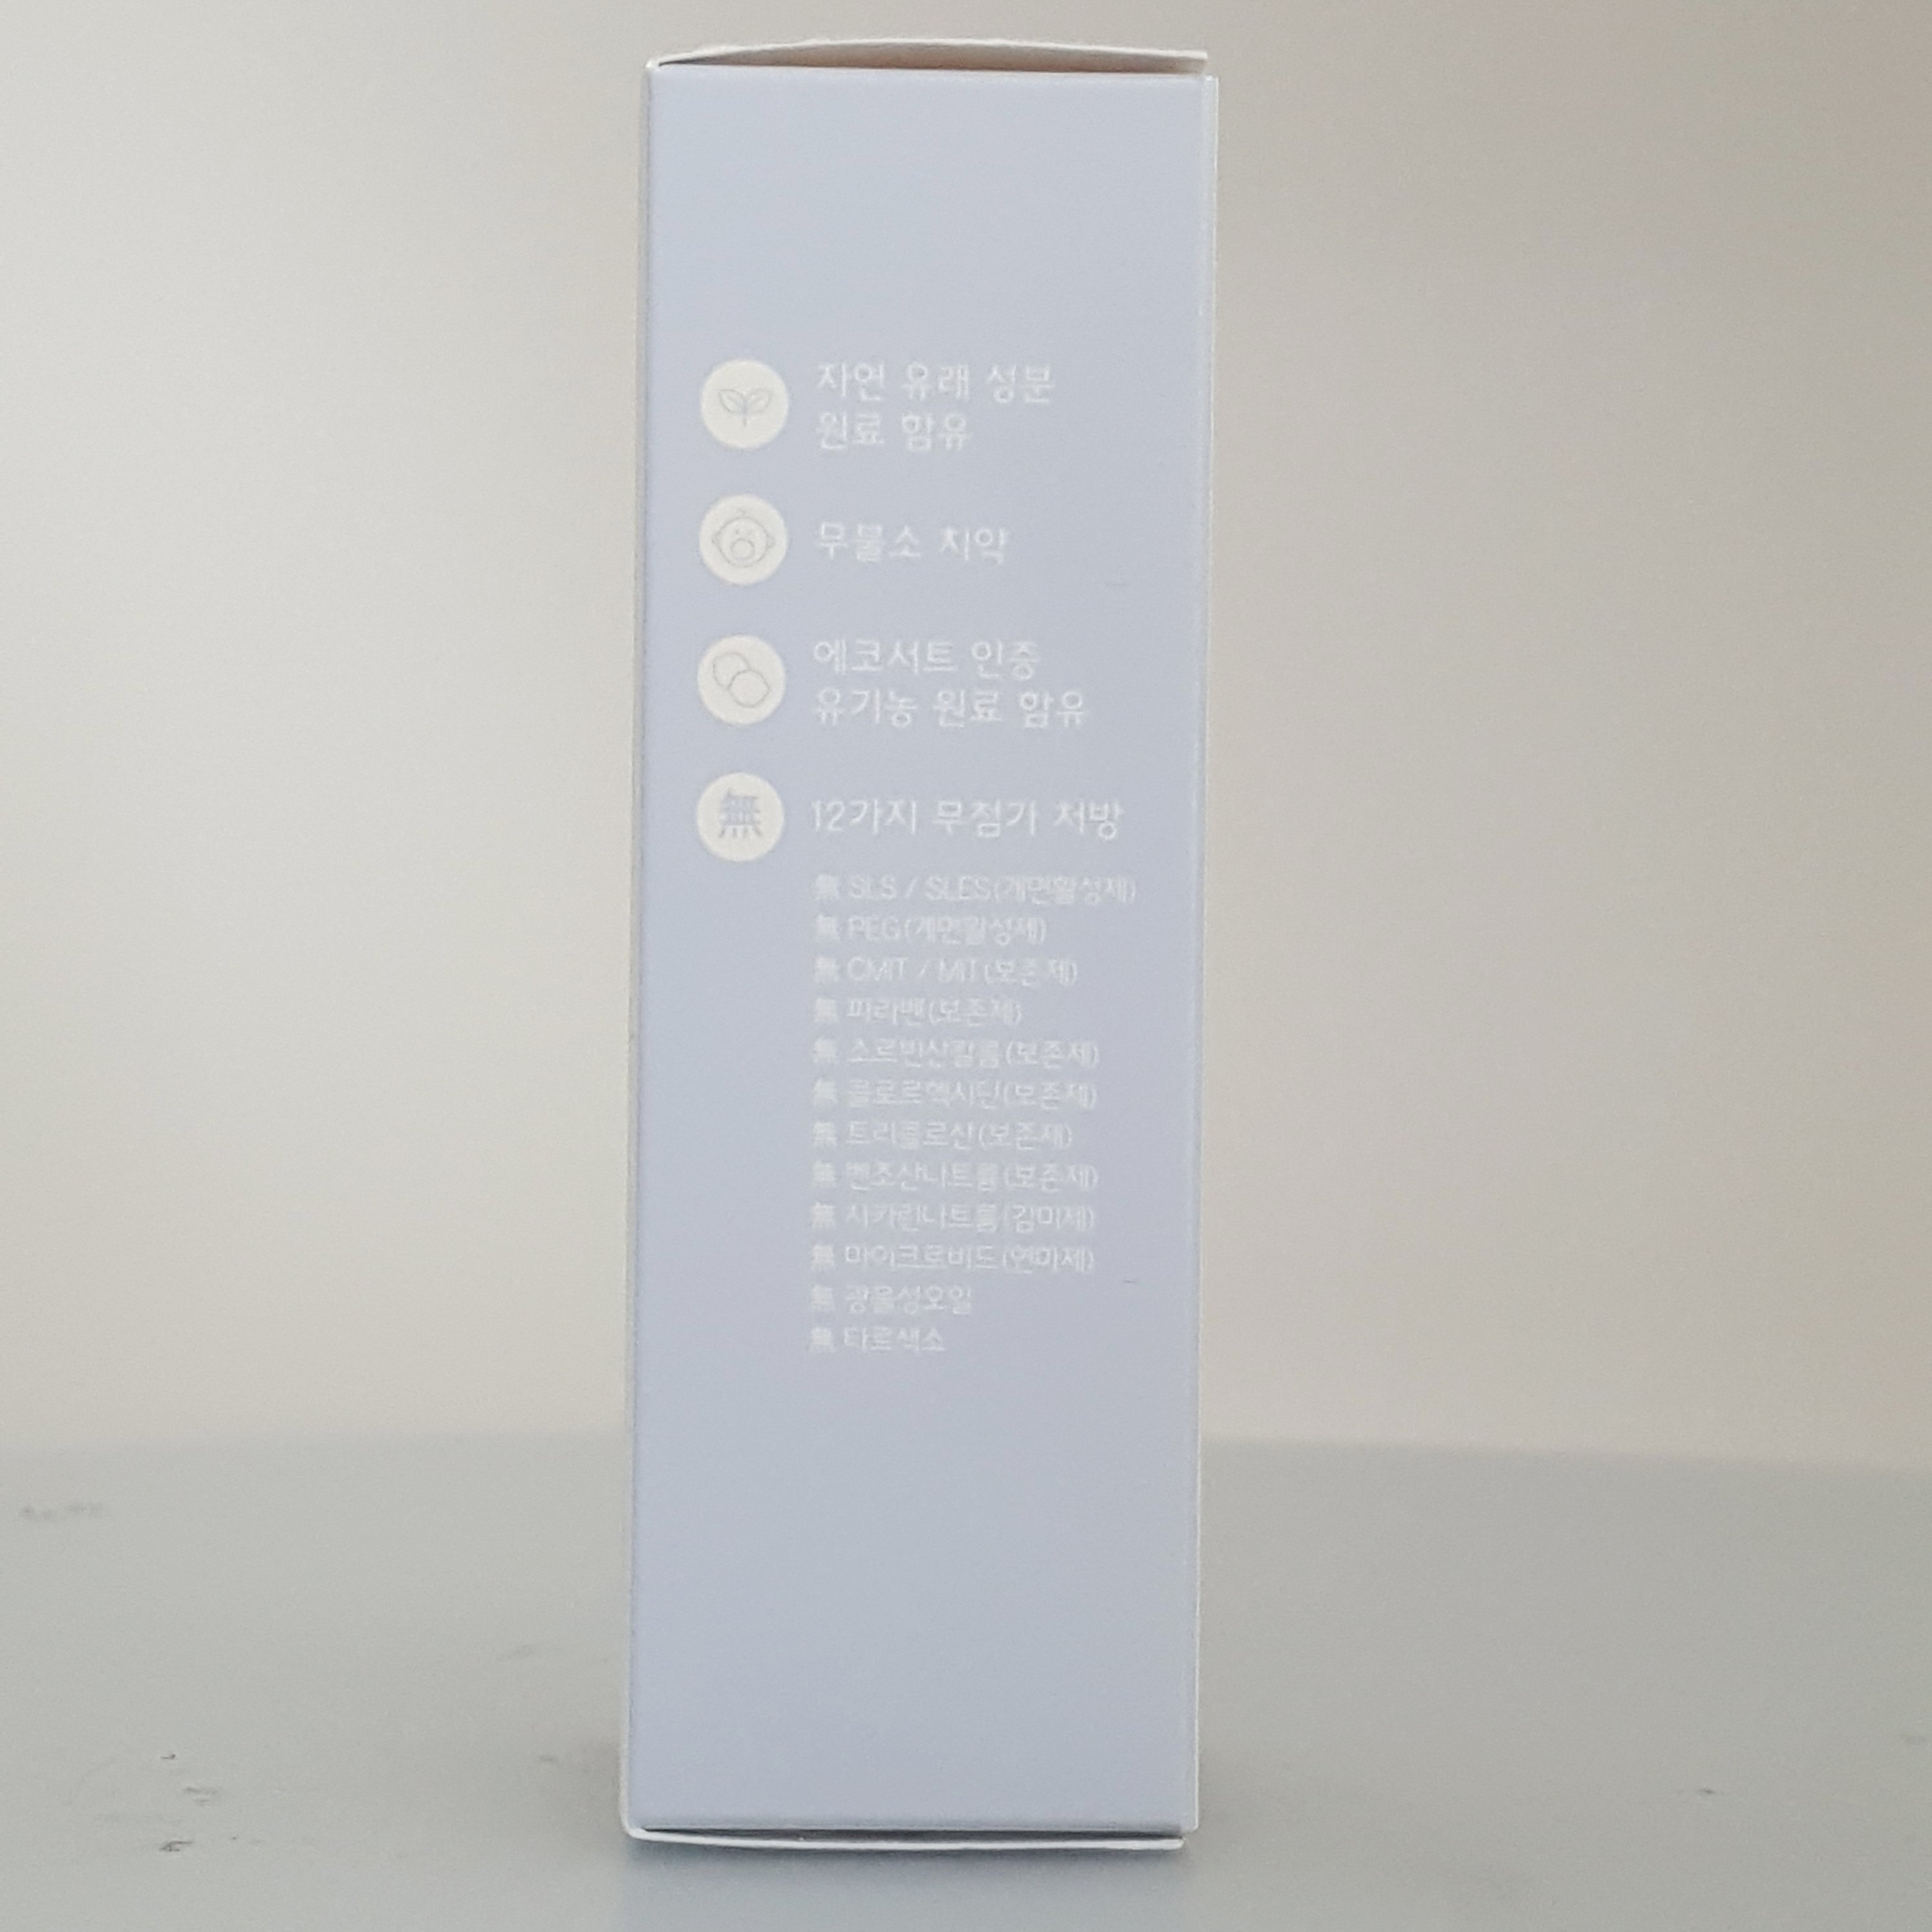 자연 유래 성분
원료 함유
무불소 치약
에코서트 인증
유기농 원료 함유
無
12가지 무첨가 처방
無 SLS / SLES(계면활성제)
無 PEG(계면활성제)
無 CMIT / MIT(보존제)
無 파라벤(보존제)
無 소르빈산칼륨(보존제)
無 클로르헥시딘(보존제)
無 트리클로산(보존제)
無 벤조산나트륨(보존제)
無 사카린나트륨(감미제)
無 마이크로비드(연마제)
無 광물성오일
無 타르색소